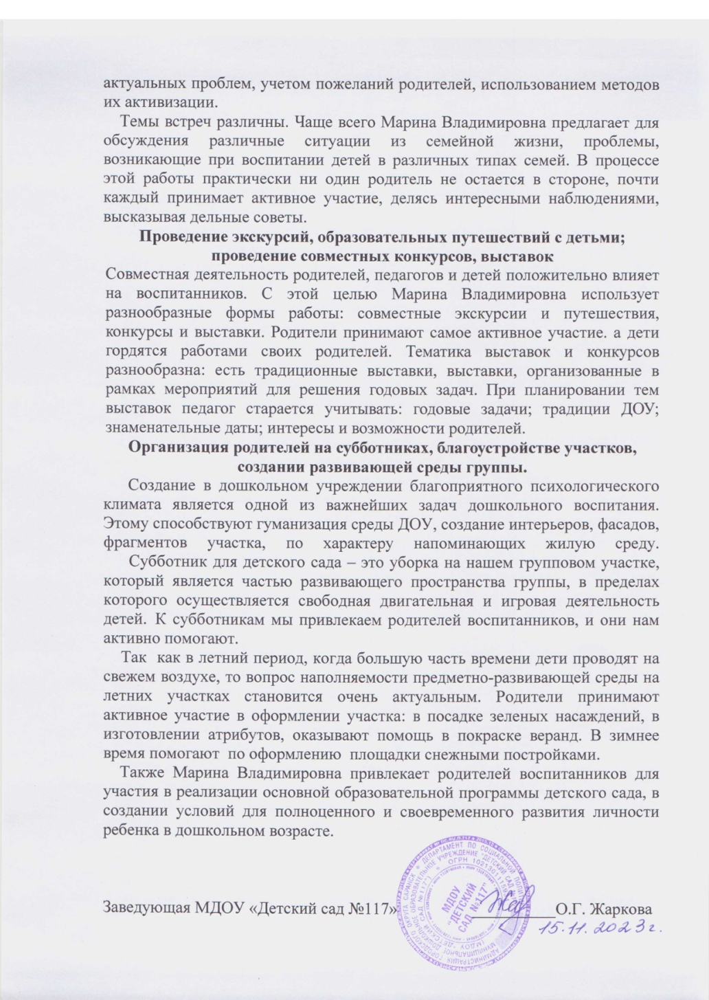 актуальных проблем, учетом пожеланий родителей, использованием методов
их активизации.
Темы встреч различны. Чаще всего Марина Владимировна предлагает для
обсуждения различные ситуации из семейной жизни, проблемы,
возникающие при воспитании детей в различных типах семей. В процессе
этой работы практически ни один родитель не остается в стороне, почти
каждый принимает активное участие, делясь интересными наблюдениями,
высказывая дельные советы.
Проведение экскурсий, образовательных путешествий с детьми;
проведение совместных конкурсов, выставок
Совместная деятельность родителей, педагогов и детей положительно влияет
на воспитанников. С этой целью Марина Владимировна использует
разнообразные формы работы: совместные экскурсии и путешествия,
конкурсы и выставки. Родители принимают самое активное участие. а дети
гордятся работами своих родителей. Тематика выставок и конкурсов
разнообразна: есть традиционные выставки, выставки, организованные в
рамках мероприятий для решения годовых задач. При планировании тем
выставок педагог старается учитывать: годовые задачи; традиции ДОУ;
знаменательные даты; интересы и возможности родителей.
Организация родителей на субботниках, благоустройстве участков,
создании развивающей среды группы.
Создание в дошкольном учреждении благоприятного психологического
климата является одной из важнейших задач дошкольного воспитания.
Этому способствуют гуманизация среды ДОУ, создание интерьеров, фасадов,
фрагментов участка, по характеру напоминающих жилую среду.
Субботник для детского сада – это уборка на нашем групповом участке,
который является частью развивающего пространства группы, в пределах
которого осуществляется свободная двигательная и игровая деятельность
детей. К субботникам мы привлекаем родителей воспитанников, и они нам
активно помогают.
Так как в летний период, когда большую часть времени дети проводят на
свежем воздухе, то вопрос наполняемости предметно-развивающей среды на
летних участках становится очень актуальным. Родители принимают
активное участие в оформлении участка: в посадке зеленых насаждений, в
изготовлении атрибутов, оказывают помощь в покраске веранд. В зимнее
время помогают по оформлению площадки снежными постройками.
Также Марина Владимировна привлекает родителей воспитанников для
участия в реализации основной образовательной программы детского сада, в
создании условий для полноценного и своевременного развития личности
ребенка в дошкольном возрасте.
Заведующая МДОУ «Детский сад №117» __________О.Г. Жаркова
15.11.2023г.
МДОУ
"ДЕТСКИЙ
САД №117"